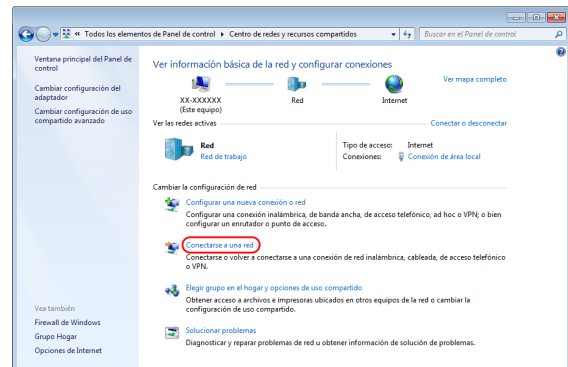 « Todos los elementos de Panel de control ▸ Centro de redes y recursos compartidos
Buscar en el Panel de control
Ventana principal del Panel de
control
Cambiar configuración del
adaptador
Cambiar configuración de uso
compartido avanzado
Ver información básica de la red y configurar conexiones
Ver mapa completo
XX-XXXXXX
(Este equipo)
Red
Internet
Ver las redes activas
Conectar o desconectar
Red
Red de trabajo
Tipo de acceso: Internet
Conexiones: Conexión de área local
Cambiar la configuración de red
Configurar una nueva conexión o red
Configurar una conexión inalámbrica, de banda ancha, de acceso telefónico, ad hoc o VPN; o bien
configurar un enrutador o punto de acceso.
Conectarse a una red
Conectarse o volver a conectarse a una conexión de red inalámbrica, cableada, de acceso telefónico
o VPN.
Elegir grupo en el hogar y opciones de uso compartido
Obtener acceso a archivos e impresoras ubicados en otros equipos de la red o cambiar la
configuración de uso compartido.
Solucionar problemas
Diagnosticar y reparar problemas de red u obtener información de solución de problemas.
Vea también
Firewall de Windows
Grupo Hogar
Opciones de Internet